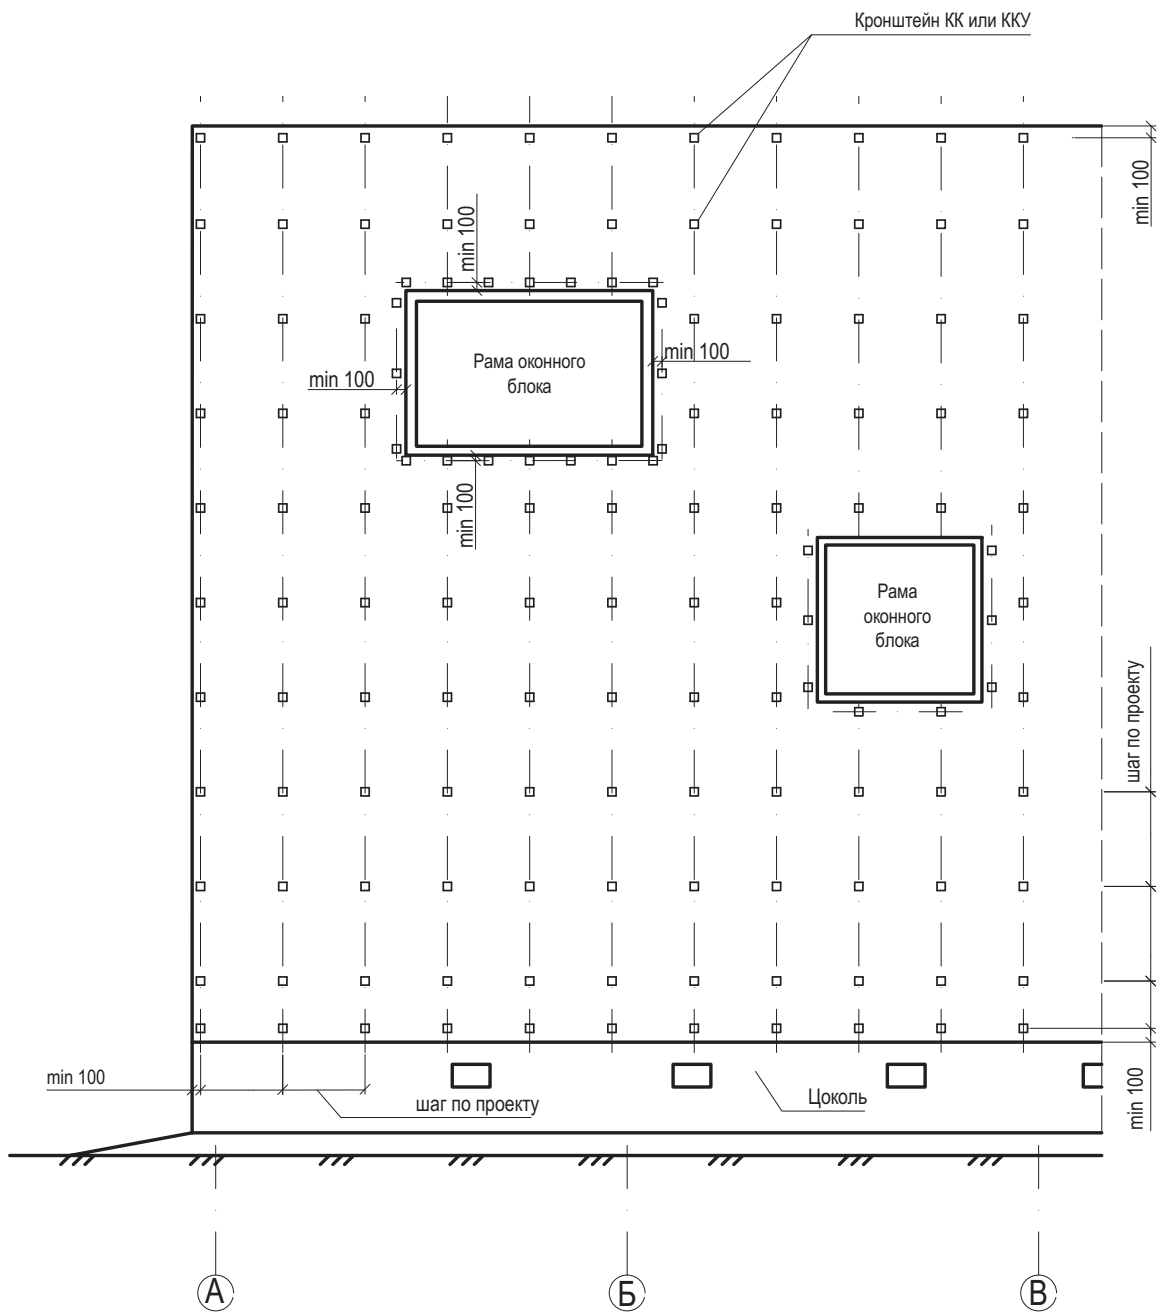 Кронштейн КК или ККУ
min 100
min 100
min 100
min 100
Рама оконного
блока
min 100
Рама
оконного
блока
шаг по проекту
min 100
шаг по проекту
Цоколь
min 100
А
Б
В